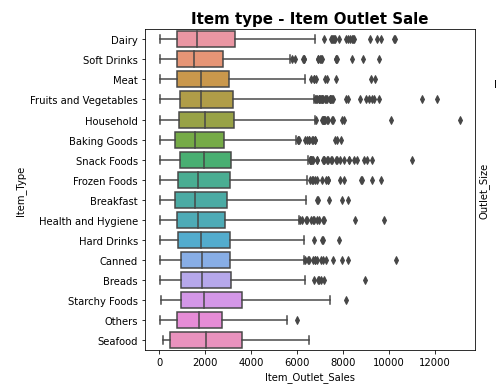 Item type - Item Outlet Sale
Dairy
Soft Drinks
Meat
Fruits and Vegetables
Household
Baking Goods
Snack Foods
Frozen Foods
Breakfast
Health and Hygiene
Hard Drinks
Canned
Breads
Starchy Foods
Others
Seafood
Item_Type
Outlet_Size
0 2000 4000 6000 8000 10000 12000
Item_Outlet_Sales